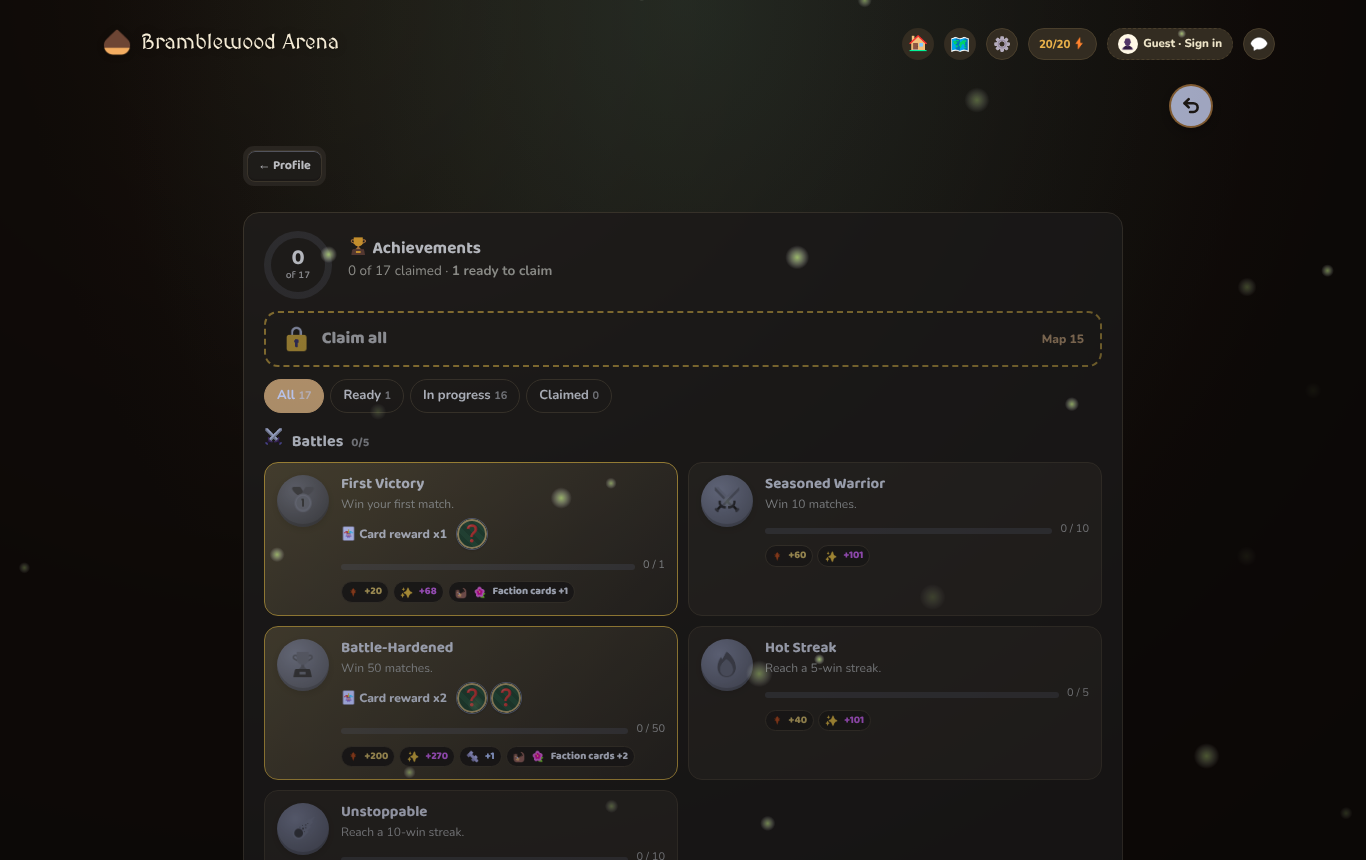 Bramblewood Arena
20/20
Guest · Sign in
← Profile
0
of 17
Achievements
0 of 17 claimed · 1 ready to claim
Claim all
Map 15
All 17
Ready 1
In progress 16
Claimed 0
Battles 0/5
First Victory
Win your first match.
Card reward x1
0 / 1
+20
+68
Faction cards +1
Seasoned Warrior
Win 10 matches.
0 / 10
+60
+101
Battle-Hardened
Win 50 matches.
Card reward x2
0 / 50
+200
+270
+1
Faction cards +2
Hot Streak
Reach a 5-win streak.
0 / 5
+40
+101
Unstoppable
Reach a 10-win streak.
0 / 10